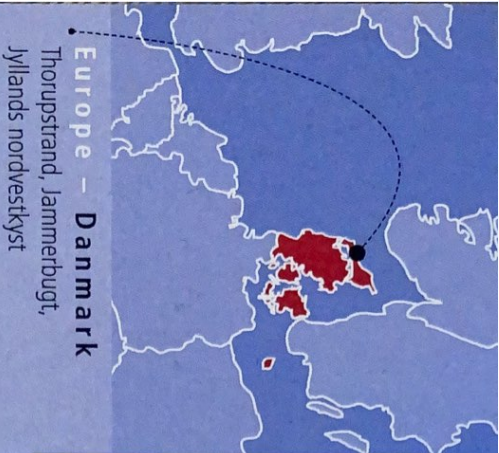 Europe – Danmark
Thorupstrand, Jammerbugt,
Jyllands nordvestkyst